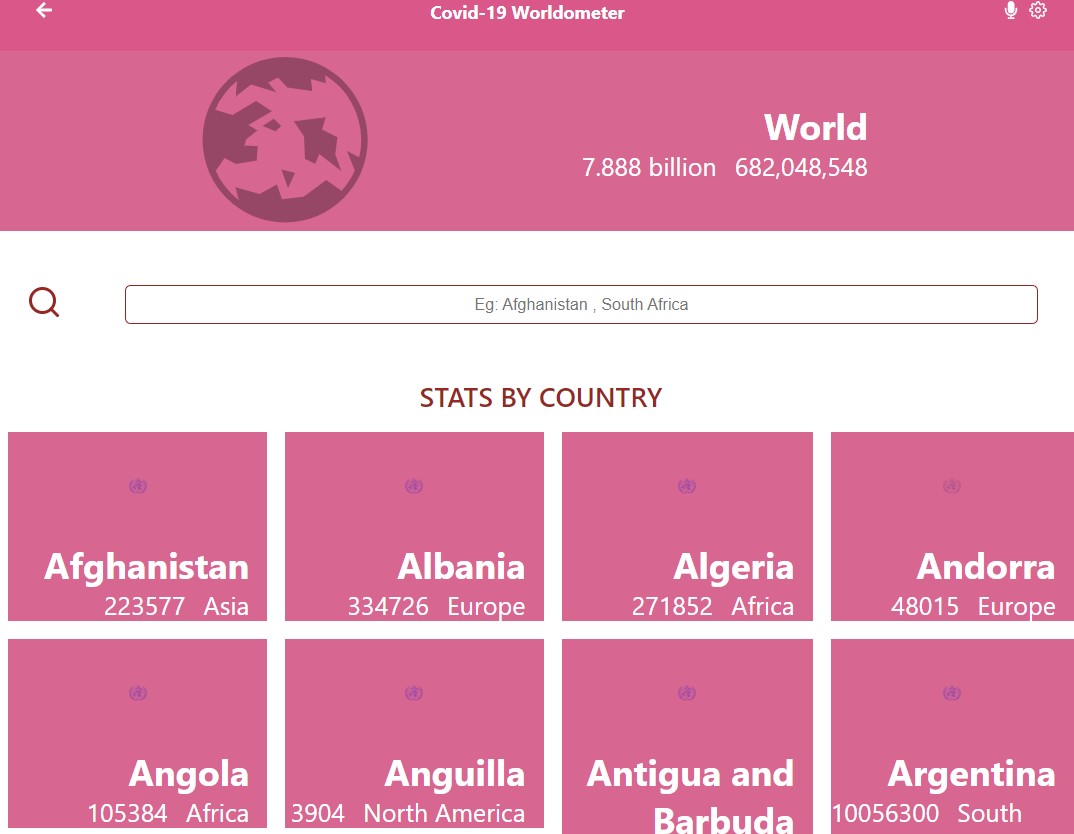 Covid-19 Worldometer
World
7.888 billion 682,048,548
Eg: Afghanistan , South Africa
STATS BY COUNTRY
Afghanistan
223577 Asia
Albania
334726 Europe
Algeria
271852 Africa
Andorra
48015 Europe
Angola
105384 Africa
Anguilla
3904 North America
Antigua and
Barbuda
Argentina
10056300 South